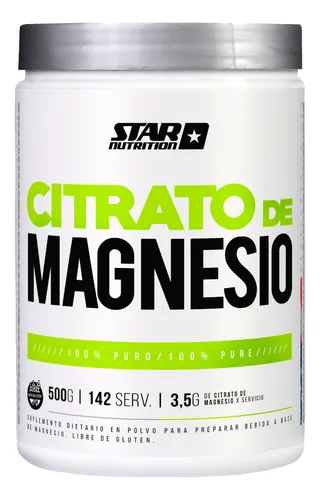 STAR
NUTRITION
CITRATO DE
MAGNESIO
//////100% PURO/100% PURE//////
500G | 142 SERV. | 3,5G DE CITRATO DE
MAGNESIO X SERVICIO
SUPLEMENTO DIETARIO EN POLVO PARA PREPARAR BEBIDA A BASE
DE MAGNESIO. LIBRE DE GLUTEN.